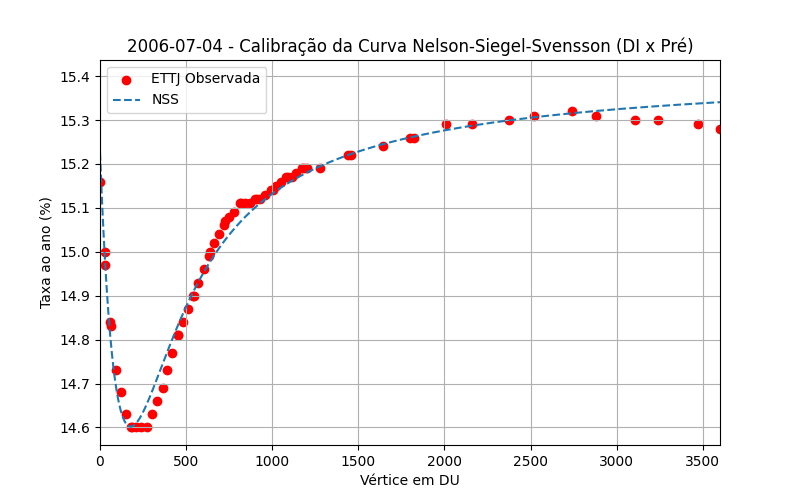 2006-07-04 - Calibração da Curva Nelson-Siegel-Svensson (DI x Pré)
ETTJ Observada
NSS
Taxa ao ano (%)
15.4
15.3
15.2
15.1
15.0
14.9
14.8
14.7
14.6
0 500 1000 1500 2000 2500 3000 3500
Vértice em DU